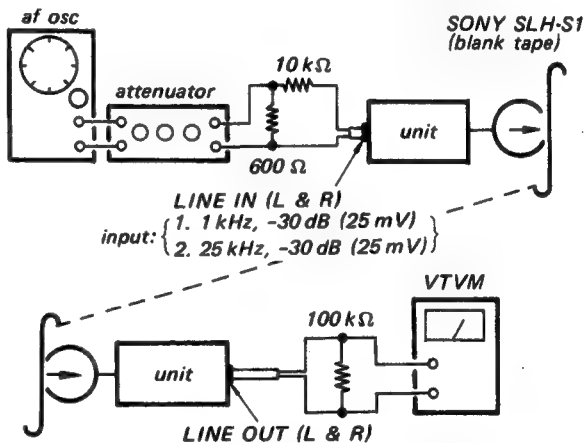 af osc
SONY SLH-S1
(blank tape)
attenuator
10 kΩ
600 Ω
unit
LINE IN (L & R)
input: { 1. 1 kHz, -30 dB (25 mV)
2. 25 kHz, -30 dB (25 mV) }
VTVM
100 kΩ
unit
LINE OUT (L & R)